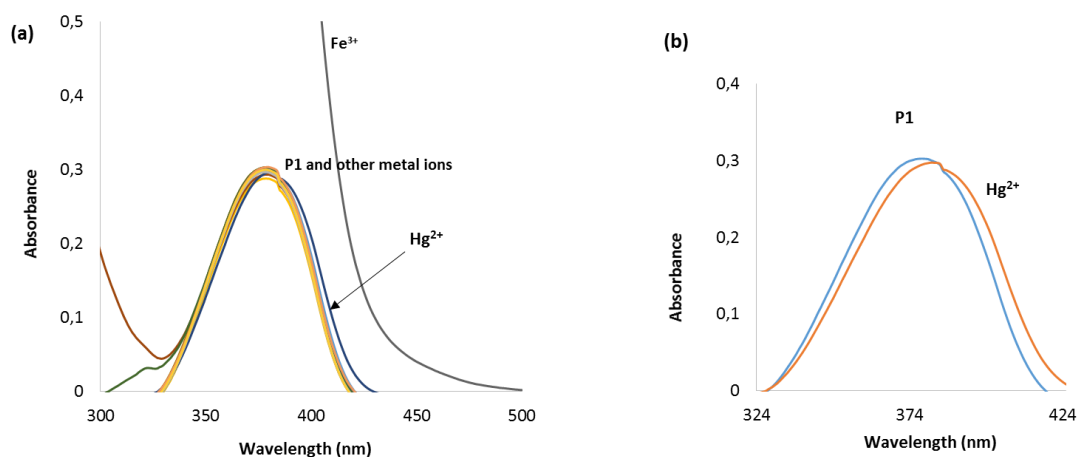 (a)
0,5
0,4
0,3
0,2
0,1
0
Absorbance
Fe³⁺
P1 and other metal ions
Hg²⁺
300
350
400
450
500
Wavelength (nm)
(b)
0,4
0,3
0,2
0,1
0
Absorbance
P1
Hg²⁺
324
374
424
Wavelength (nm)